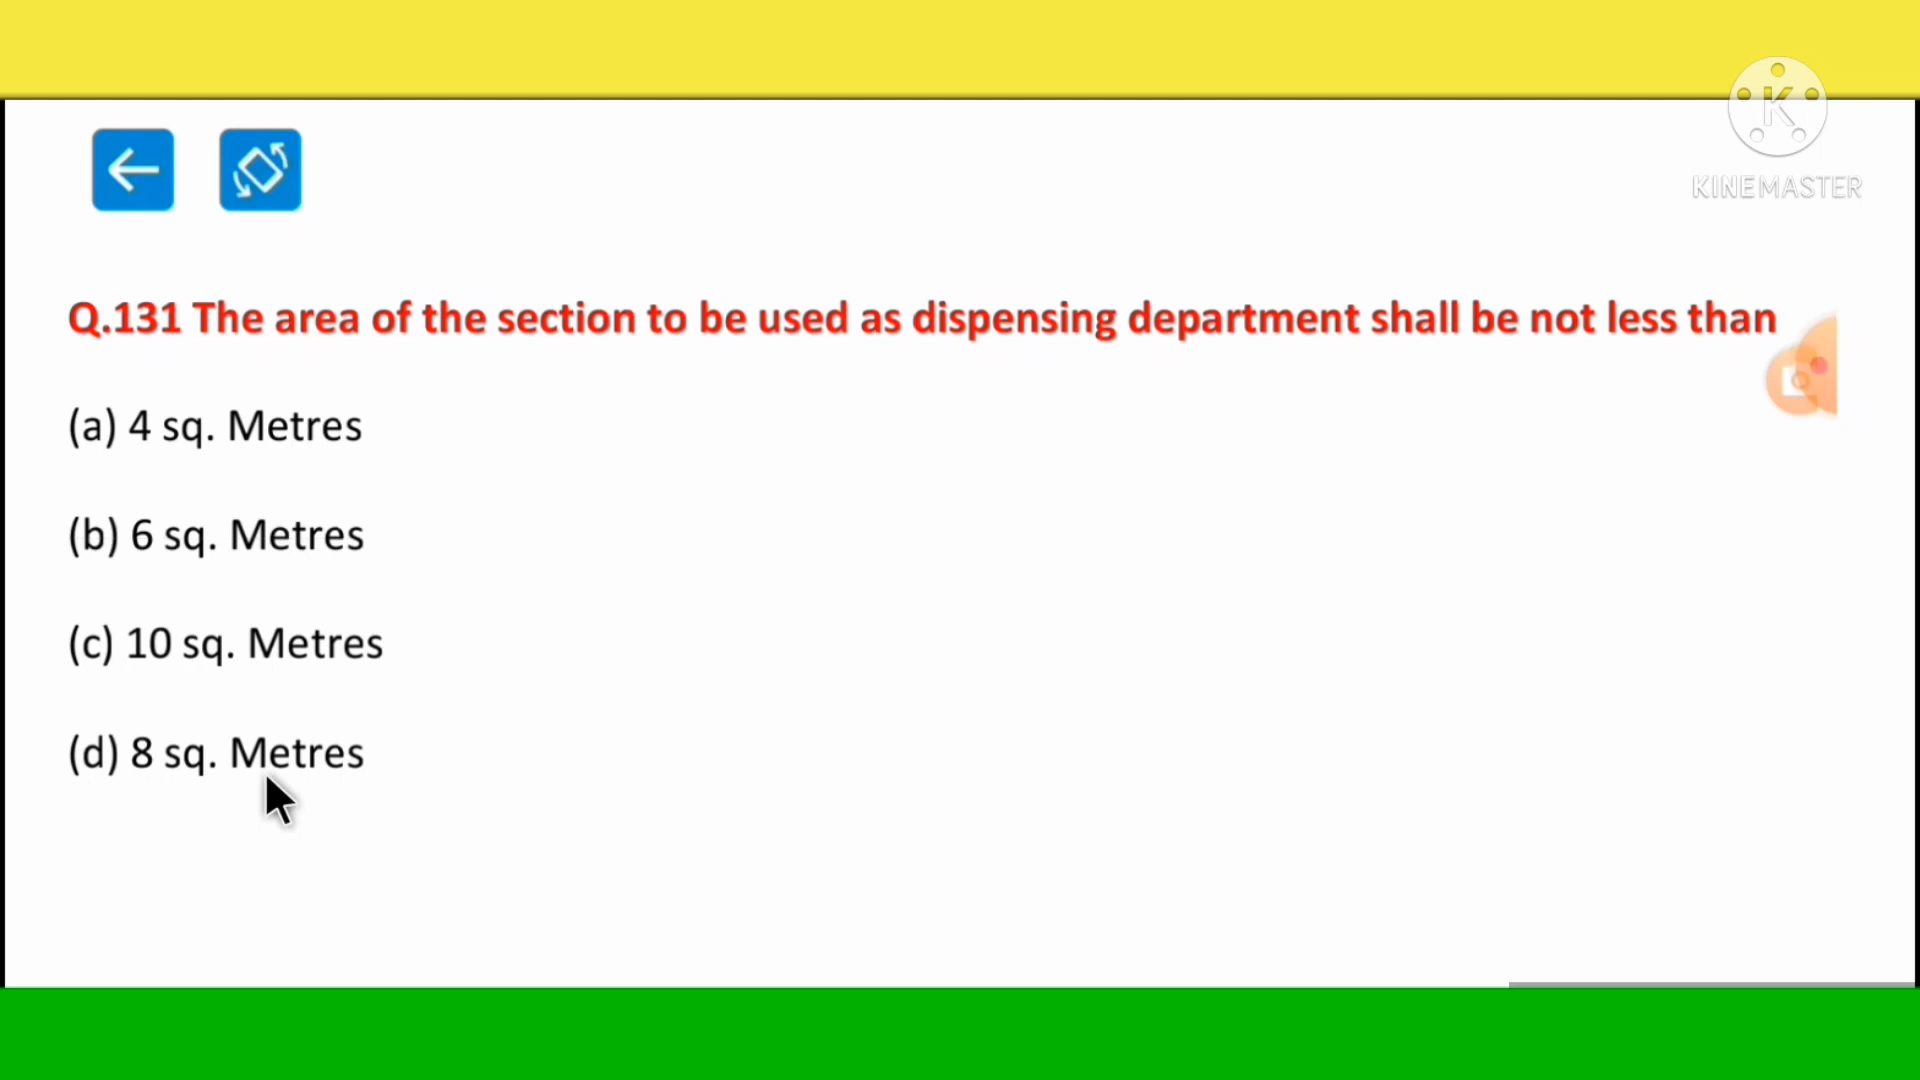 K
KINEMASTER
Q.131 The area of the section to be used as dispensing department shall be not less than
(a) 4 sq. Metres
(b) 6 sq. Metres
(c) 10 sq. Metres
(d) 8 sq. Metres